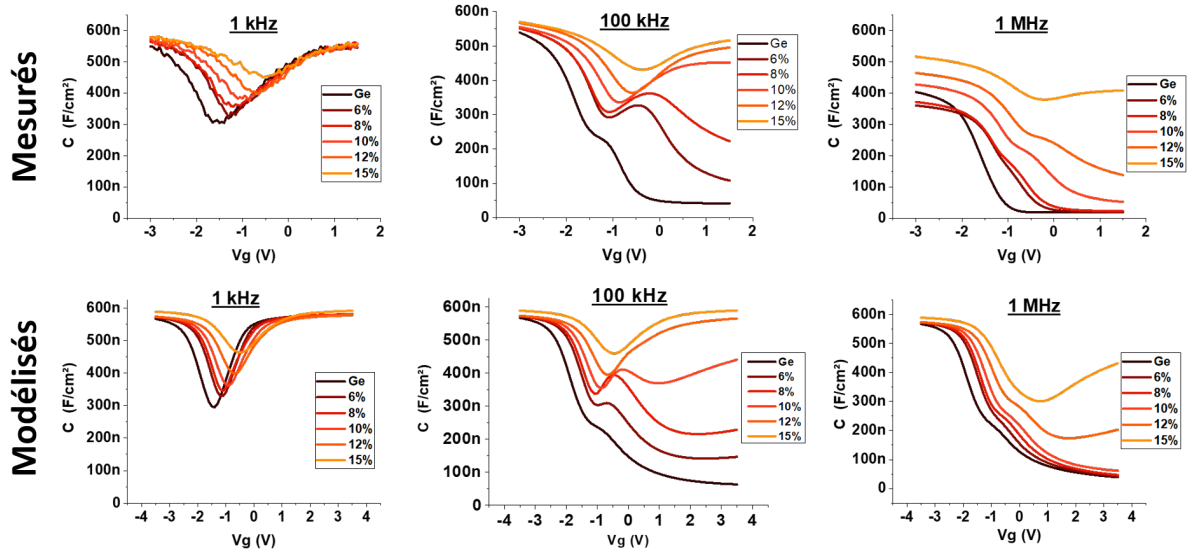 Mesurés
1 kHz
600n
500n
400n
300n
200n
100n
0
C (F/cm²)
-3 -2 -1 0 1 2
Vg (V)
Ge
6%
8%
10%
12%
15%
100 kHz
600n
500n
400n
300n
200n
100n
0
C (F/cm²)
-3 -2 -1 0 1 2
Vg (V)
Ge
6%
8%
10%
12%
15%
1 MHz
600n
500n
400n
300n
200n
100n
0
C (F/cm²)
-3 -2 -1 0 1 2
Vg (V)
Ge
6%
8%
10%
12%
15%
Modélisés
1 kHz
600n
500n
400n
300n
200n
100n
0
C (F/cm²)
-4 -3 -2 -1 0 1 2 3 4
Vg (V)
Ge
6%
8%
10%
12%
15%
100 kHz
600n
500n
400n
300n
200n
100n
0
C (F/cm²)
-4 -3 -2 -1 0 1 2 3 4
Vg (V)
Ge
6%
8%
10%
12%
15%
1 MHz
600n
500n
400n
300n
200n
100n
0
C (F/cm²)
-4 -3 -2 -1 0 1 2 3 4
Vg (V)
Ge
6%
8%
10%
12%
15%